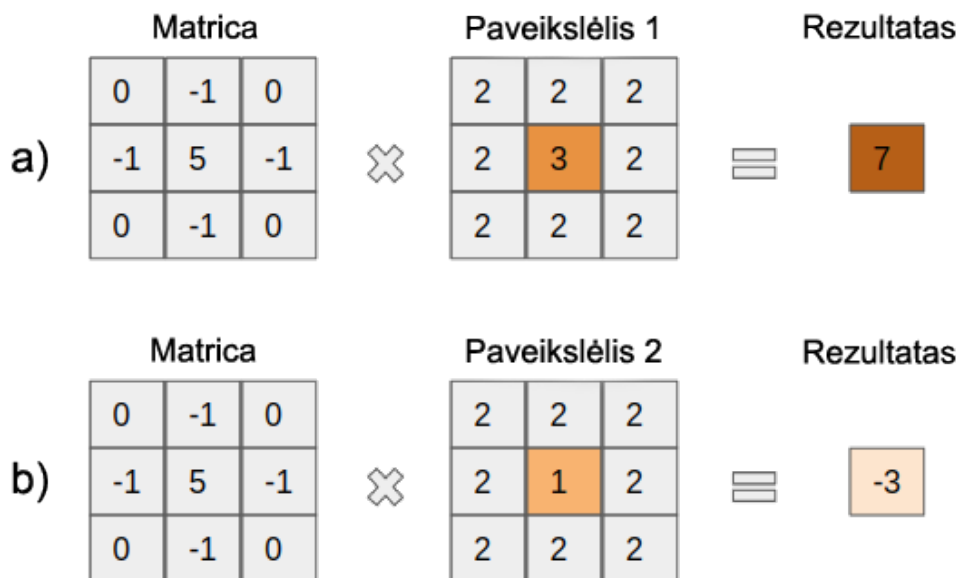 Matrica Paveikslėlis 1 Rezultatas
0 -1 0 2 2 2
a) -1 5 -1 2 3 2 7
0 -1 0 2 2 2
Matrica Paveikslėlis 2 Rezultatas
0 -1 0 2 2 2
b) -1 5 -1 2 1 2 -3
0 -1 0 2 2 2